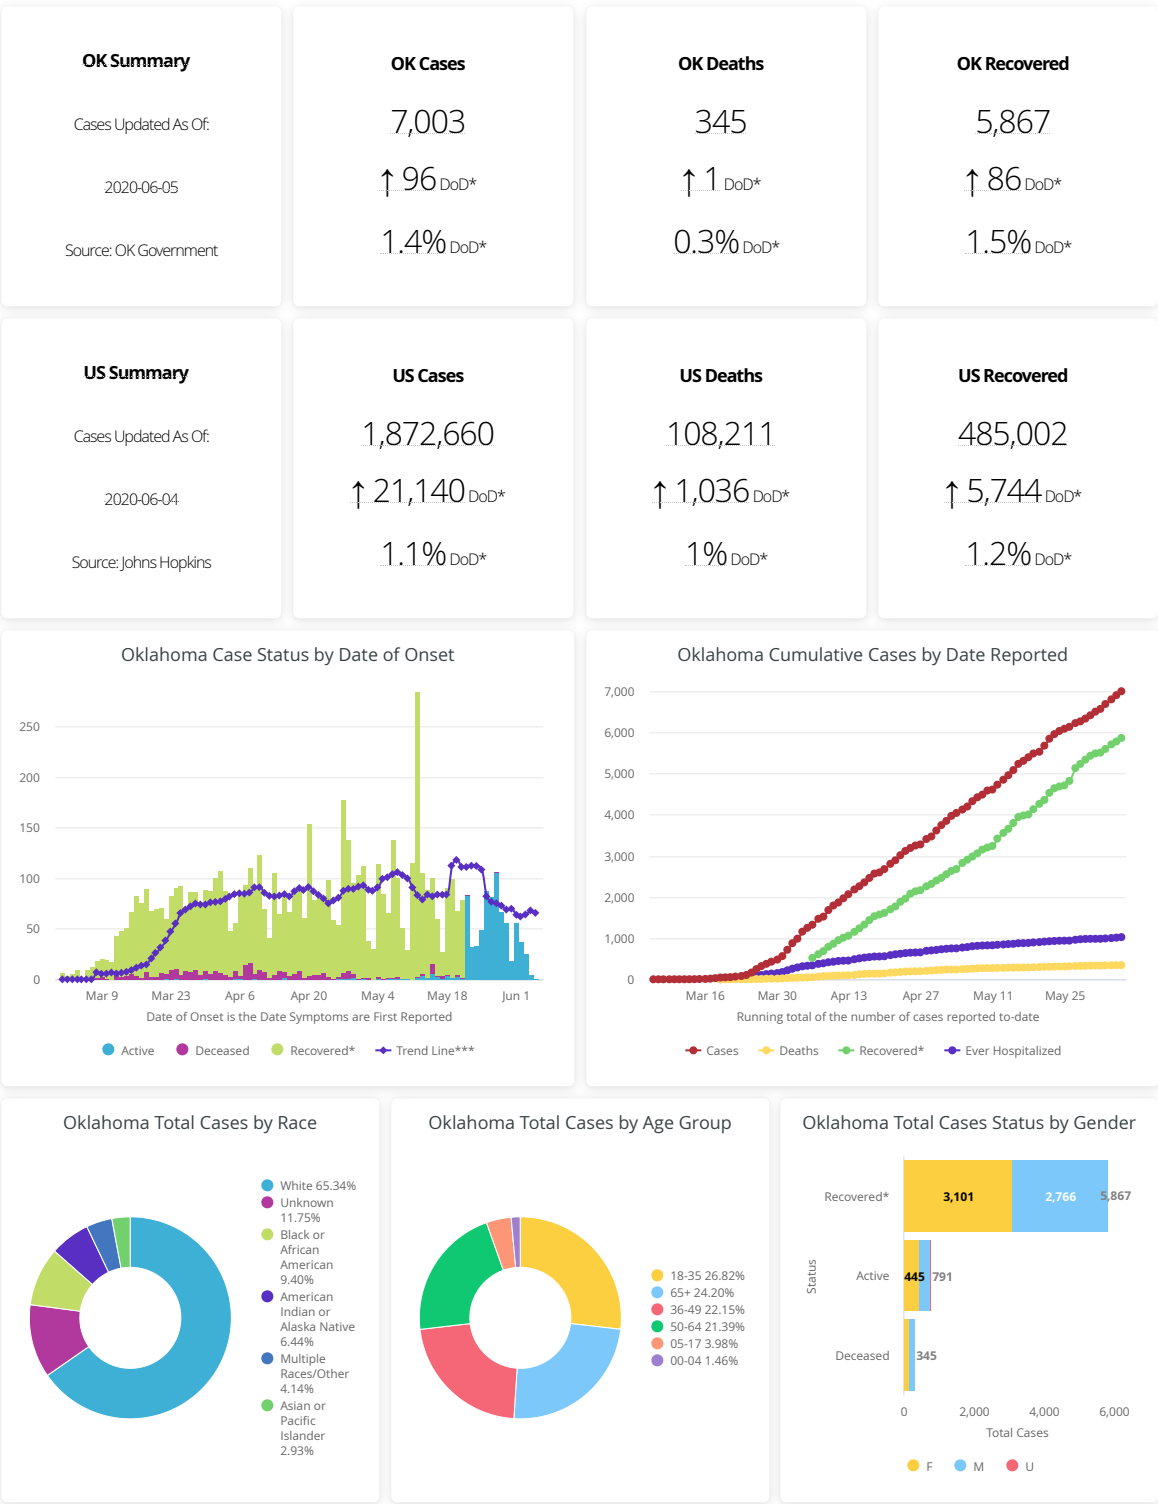 OK Summary
Cases Updated As Of:
2020-06-05
Source: OK Government
OK Cases
7,003
↑ 96 DoD*
1.4% DoD*
OK Deaths
345
↑ 1 DoD*
0.3% DoD*
OK Recovered
5,867
↑ 86 DoD*
1.5% DoD*
US Summary
Cases Updated As Of:
2020-06-04
Source: Johns Hopkins
US Cases
1,872,660
↑ 21,140 DoD*
1.1% DoD*
US Deaths
108,211
↑ 1,036 DoD*
1% DoD*
US Recovered
485,002
↑ 5,744 DoD*
1.2% DoD*
Oklahoma Case Status by Date of Onset
250
200
150
100
50
0
Mar 9 Mar 23 Apr 6 Apr 20 May 4 May 18 Jun 1
Date of Onset is the Date Symptoms are First Reported
Active Deceased Recovered* Trend Line***
Oklahoma Cumulative Cases by Date Reported
7,000
6,000
5,000
4,000
3,000
2,000
1,000
0
Mar 16 Mar 30 Apr 13 Apr 27 May 11 May 25
Running total of the number of cases reported to-date
Cases Deaths Recovered* Ever Hospitalized
Oklahoma Total Cases by Race
White 65.34%
Unknown
11.75%
Black or
African
American
9.40%
American
Indian or
Alaska Native
6.44%
Multiple
Races/Other
4.14%
Asian or
Pacific
Islander
2.93%
Oklahoma Total Cases by Age Group
18-35 26.82%
65+ 24.20%
36-49 22.15%
50-64 21.39%
05-17 3.98%
00-04 1.46%
Oklahoma Total Cases Status by Gender
Status
Recovered* 3,101 2,766 5,867
Active 445 791
Deceased 345
0 2,000 4,000 6,000
Total Cases
F M U